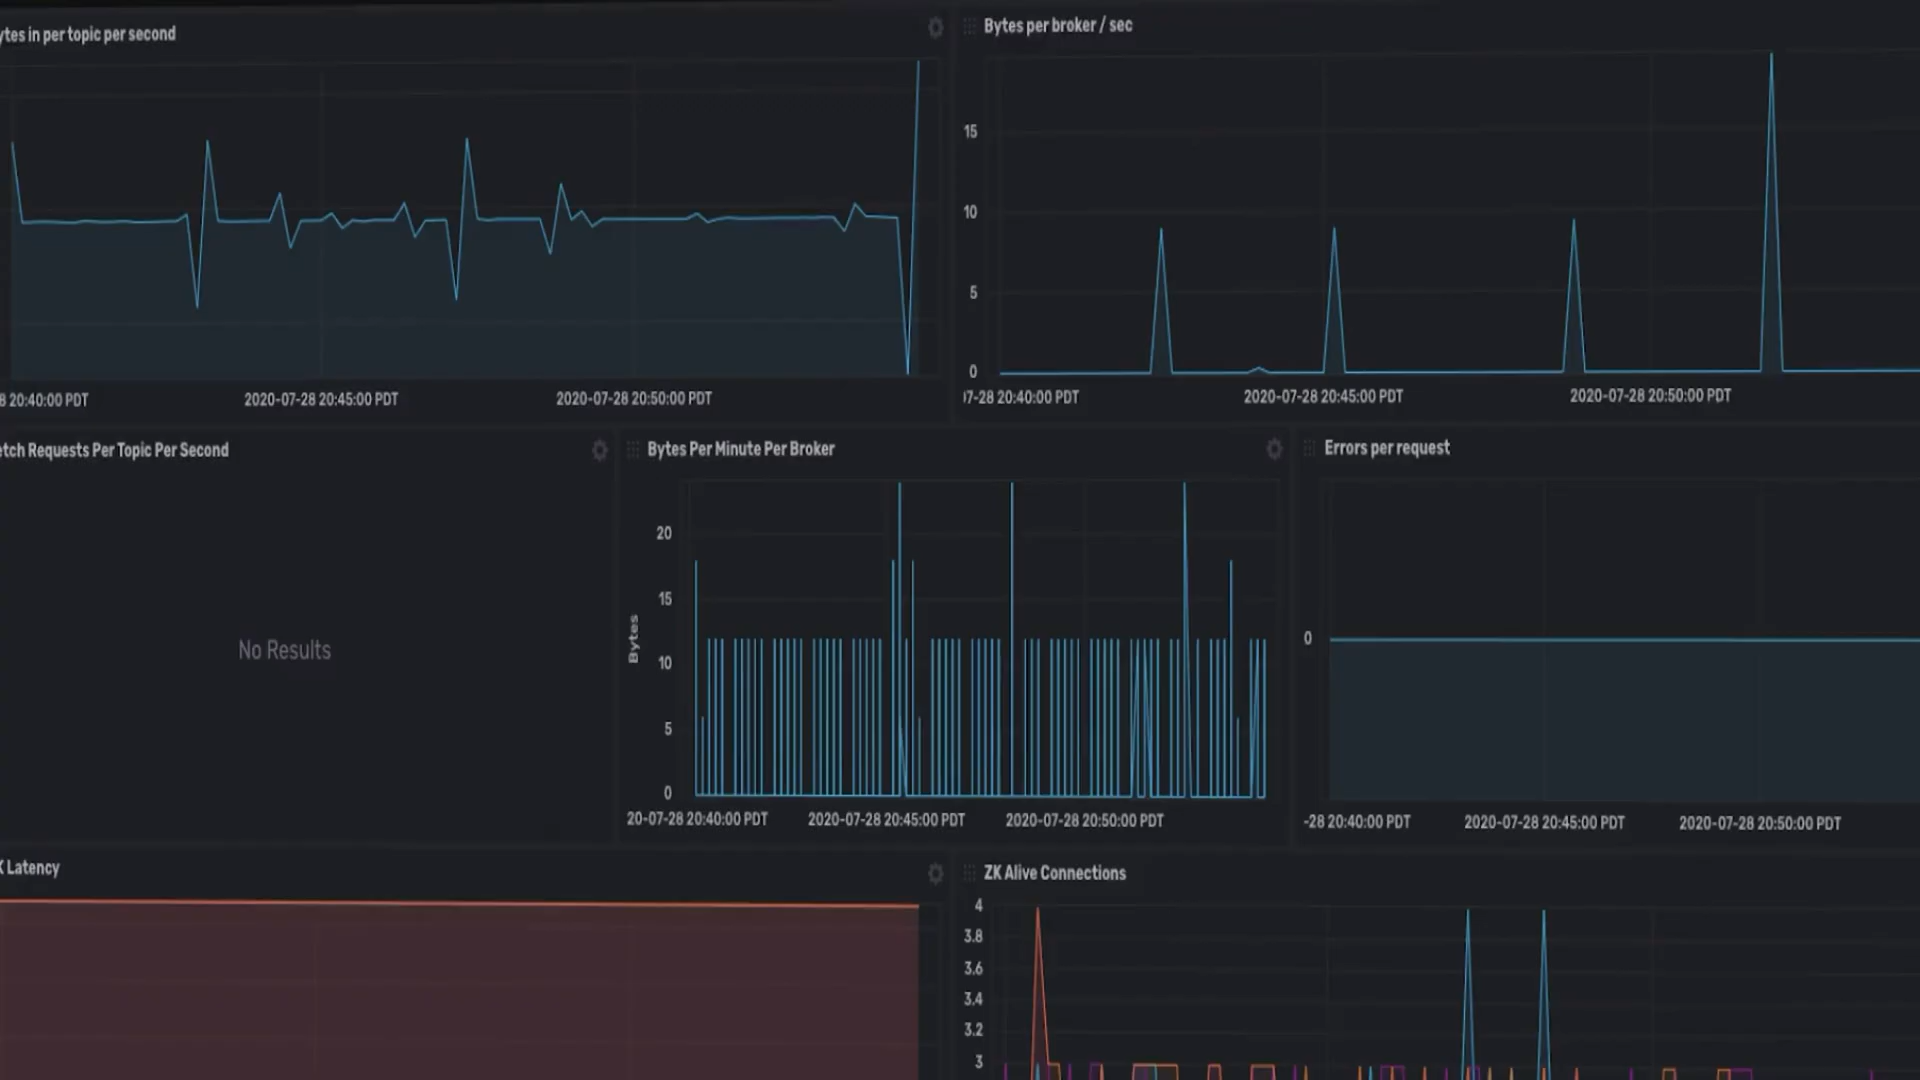 ytes in per topic per second
8 20:40:00 PDT
2020-07-28 20:45:00 PDT
2020-07-28 20:50:00 PDT
Bytes per broker / sec
15
10
5
0
7-28 20:40:00 PDT
2020-07-28 20:45:00 PDT
2020-07-28 20:50:00 PDT
etch Requests Per Topic Per Second
No Results
Bytes Per Minute Per Broker
Bytes
20
15
10
5
0
20-07-28 20:40:00 PDT
2020-07-28 20:45:00 PDT
2020-07-28 20:50:00 PDT
Errors per request
0
-28 20:40:00 PDT
2020-07-28 20:45:00 PDT
2020-07-28 20:50:00 PDT
K Latency
ZK Alive Connections
4
3.8
3.6
3.4
3.2
3